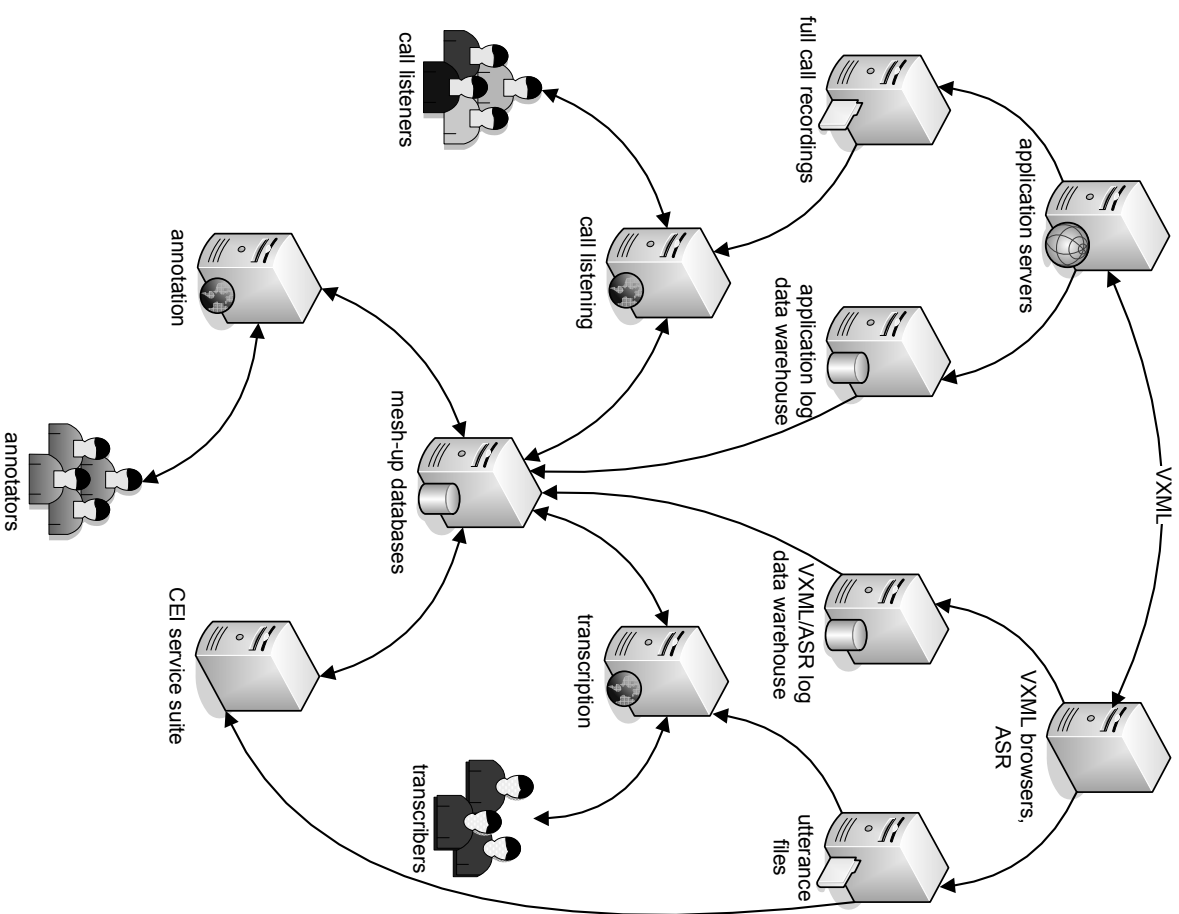 VXML
application servers
VXML browsers,
ASR
full call recordings
application log
data warehouse
VXML/ASR log
data warehouse
utterance
files
call listeners
call listening
transcription
transcribers
mesh-up databases
annotation
CEI service suite
annotators